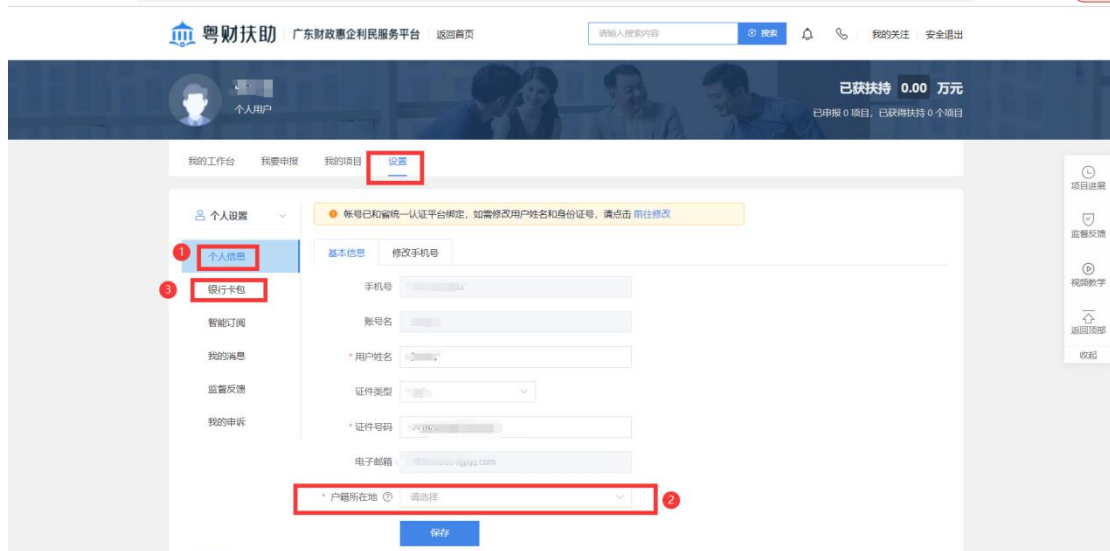 粤财扶助 广东财政惠企利民服务平台 返回首页 请输入搜索内容 搜索 我的关注 安全退出
个人用户
已获扶持 0.00 万元
已申报 0 项目，已获得扶持 0 个项目
我的工作台 我要申报 我的项目 设置
个人设置
帐号已和省统一认证平台绑定，如需修改用户姓名和身份证号，请点击 前往修改
1 个人信息
3 银行卡包
智能订阅
我的消息
监督反馈
我的申诉
基本信息 修改手机号
手机号
账号名
* 用户姓名
证件类型
* 证件号码
电子邮箱 @qq.com
* 户籍所在地 ? 请选择 2
保存
项目进展
监督反馈
视频教学
返回顶部
收起